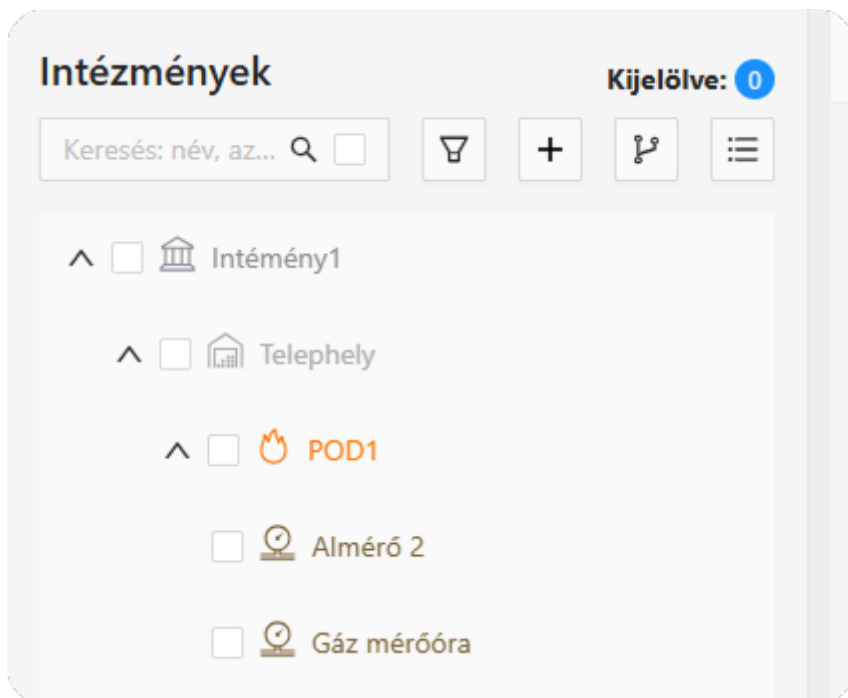 Intézmények
Kijelölve: 0
Keresés: név, az...
Intémény1
Telephely
POD1
Almérő 2
Gáz mérőóra